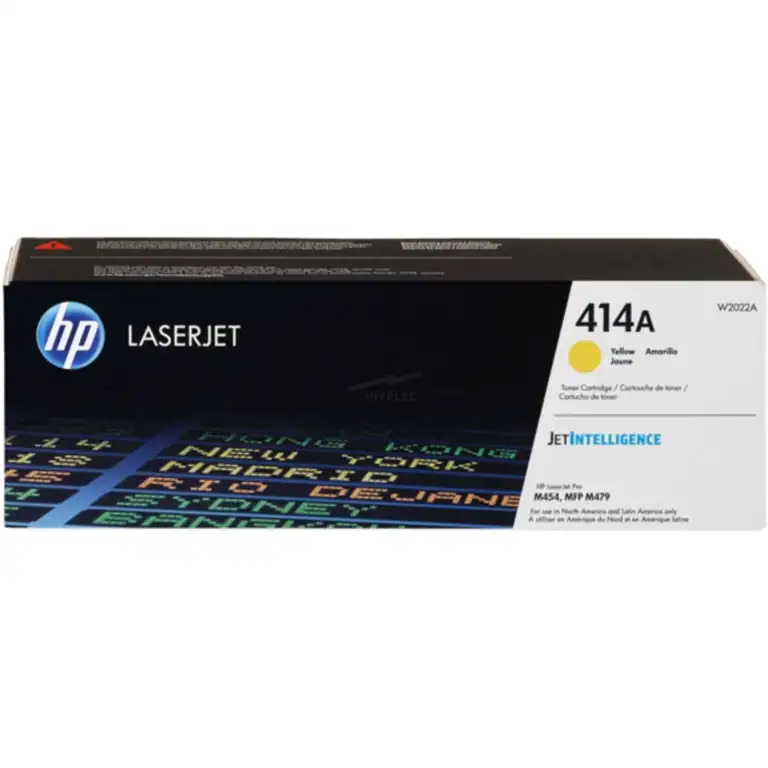 hp
LASERJET
414A
W2022A
Yellow Amarillo
Jaune
Toner Cartridge / Cartouche de toner /
Cartucho de tóner
INTELEC
JETINTELLIGENCE
HP LaserJet Pro
M454, MFP M479
For use in North America and Latin America only
À utiliser en Amérique du Nord et en Amérique latine
HONG KONG
NEW YORK
MADRID
RIO DEJANE
SYDNEY
BANGKOK